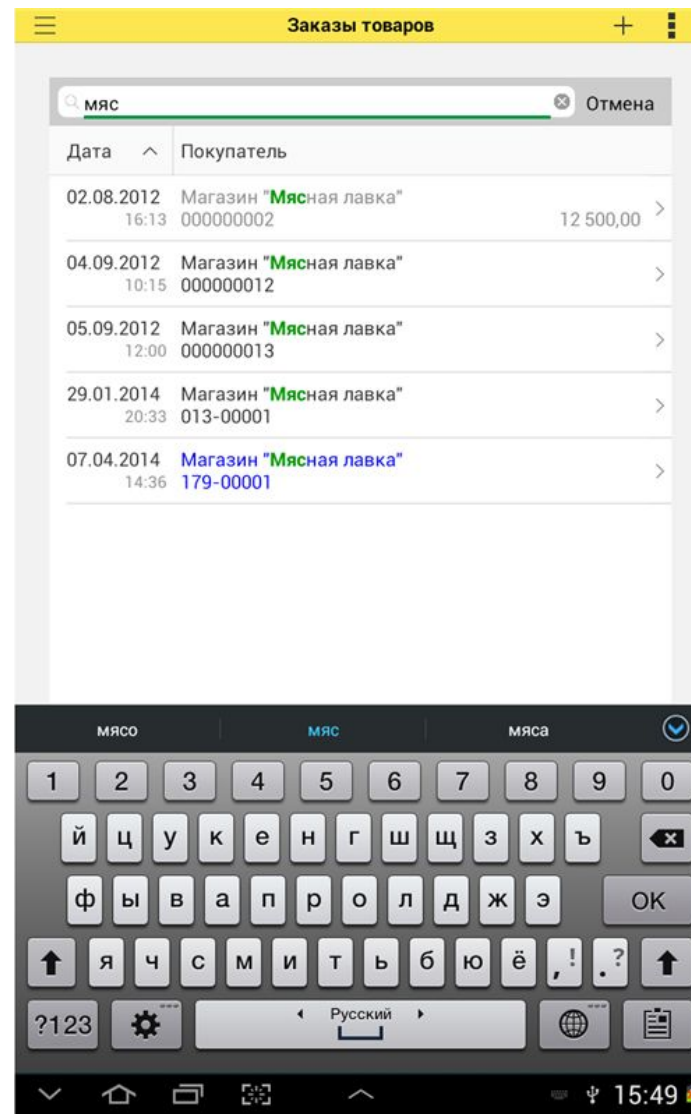 Заказы товаров
мяс Отмена
Дата Покупатель
02.08.2012 Магазин "Мясная лавка"
16:13 000000002 12 500,00
04.09.2012 Магазин "Мясная лавка"
10:15 000000012
05.09.2012 Магазин "Мясная лавка"
12:00 000000013
29.01.2014 Магазин "Мясная лавка"
20:33 013-00001
07.04.2014 Магазин "Мясная лавка"
14:36 179-00001
мясо мяс мяса
1 2 3 4 5 6 7 8 9 0
й ц у к е н г ш щ з х ъ
ф ы в а п р о л д ж э OK
я ч с м и т ь б ю ё , ! . ?
?123 Русский
15:49